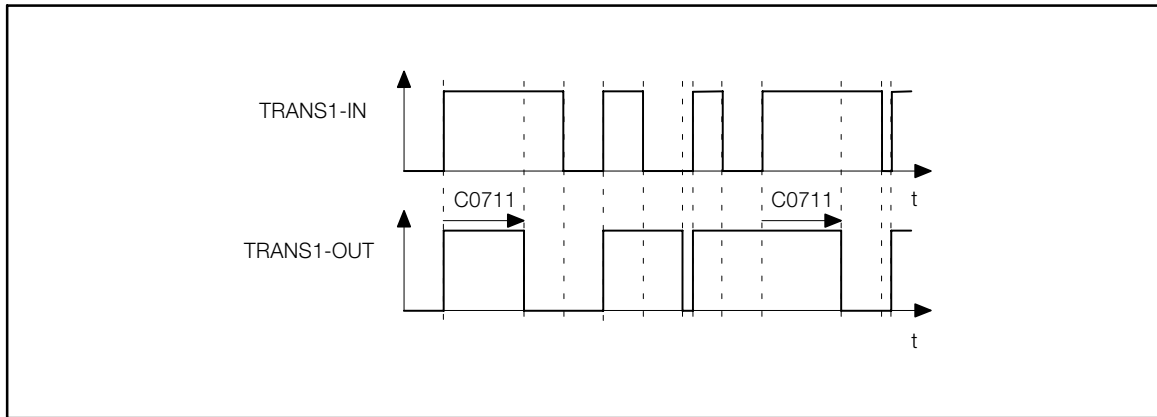 TRANS1-IN
t
C0711 C0711
TRANS1-OUT
t